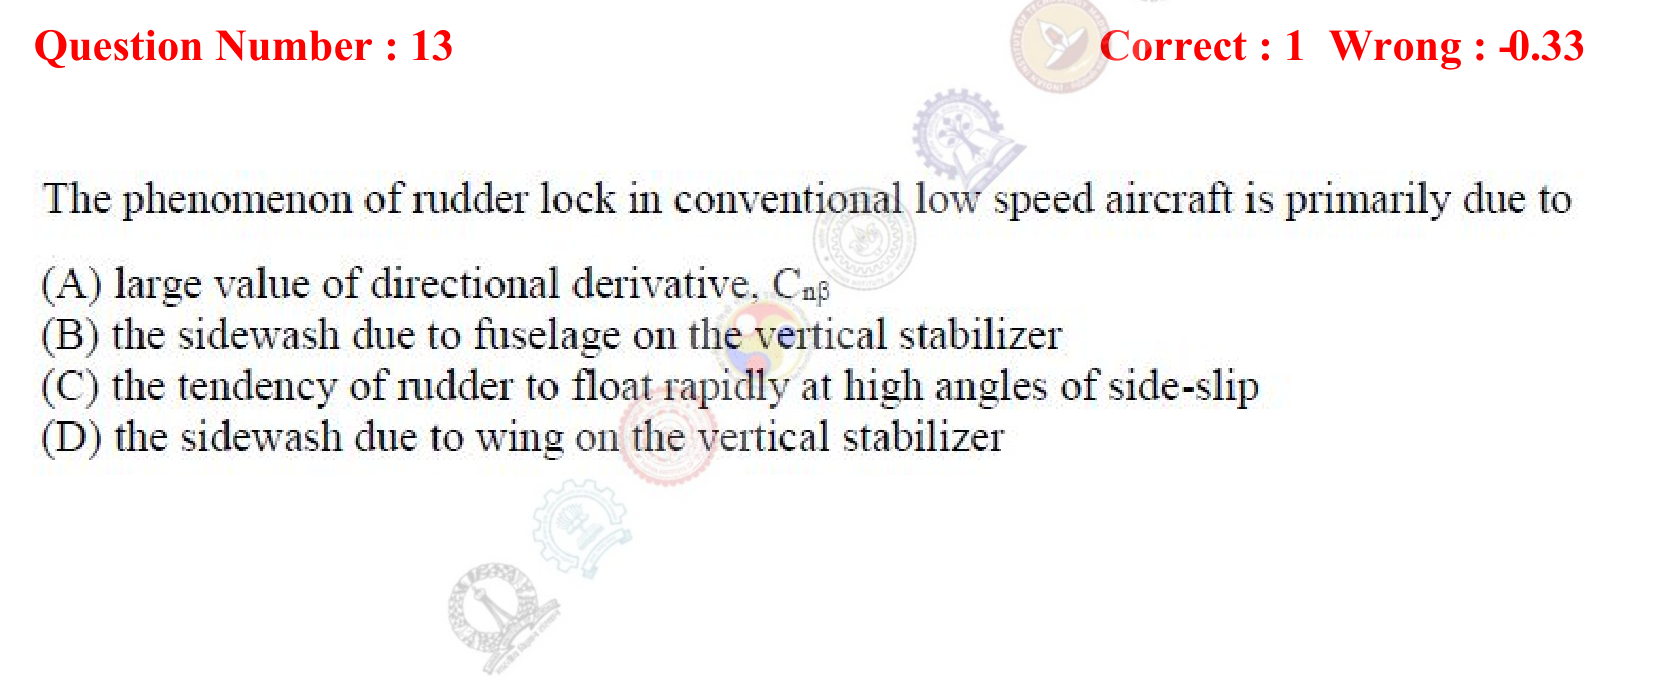 Question Number : 13 Correct : 1 Wrong : -0.33
The phenomenon of rudder lock in conventional low speed aircraft is primarily due to
(A) large value of directional derivative, Cnβ
(B) the sidewash due to fuselage on the vertical stabilizer
(C) the tendency of rudder to float rapidly at high angles of side-slip
(D) the sidewash due to wing on the vertical stabilizer